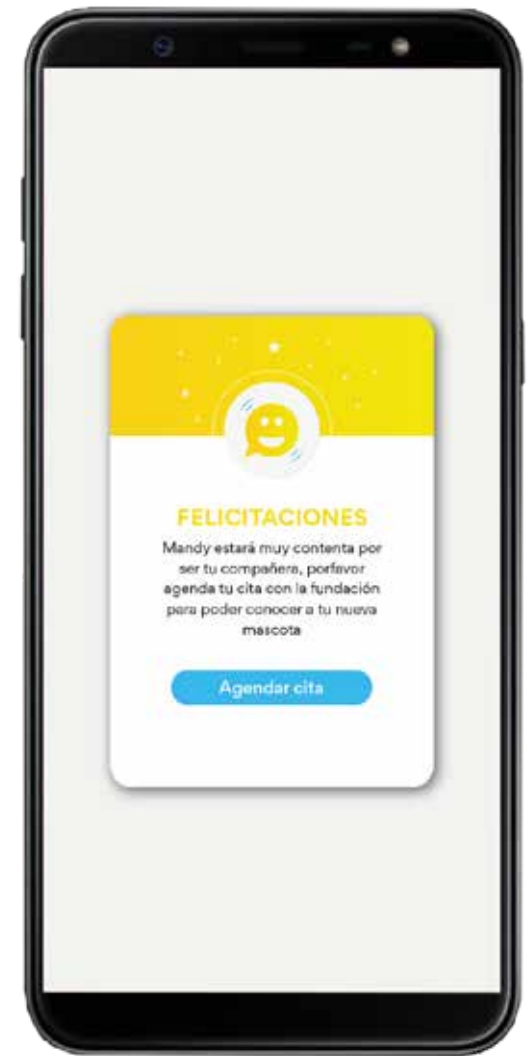 FELICITACIONES
Mandy estará muy contenta por
ser tu compañera, porfavor
agenda tu cita con la fundación
para poder conocer a tu nueva
mascota
Agendar cita